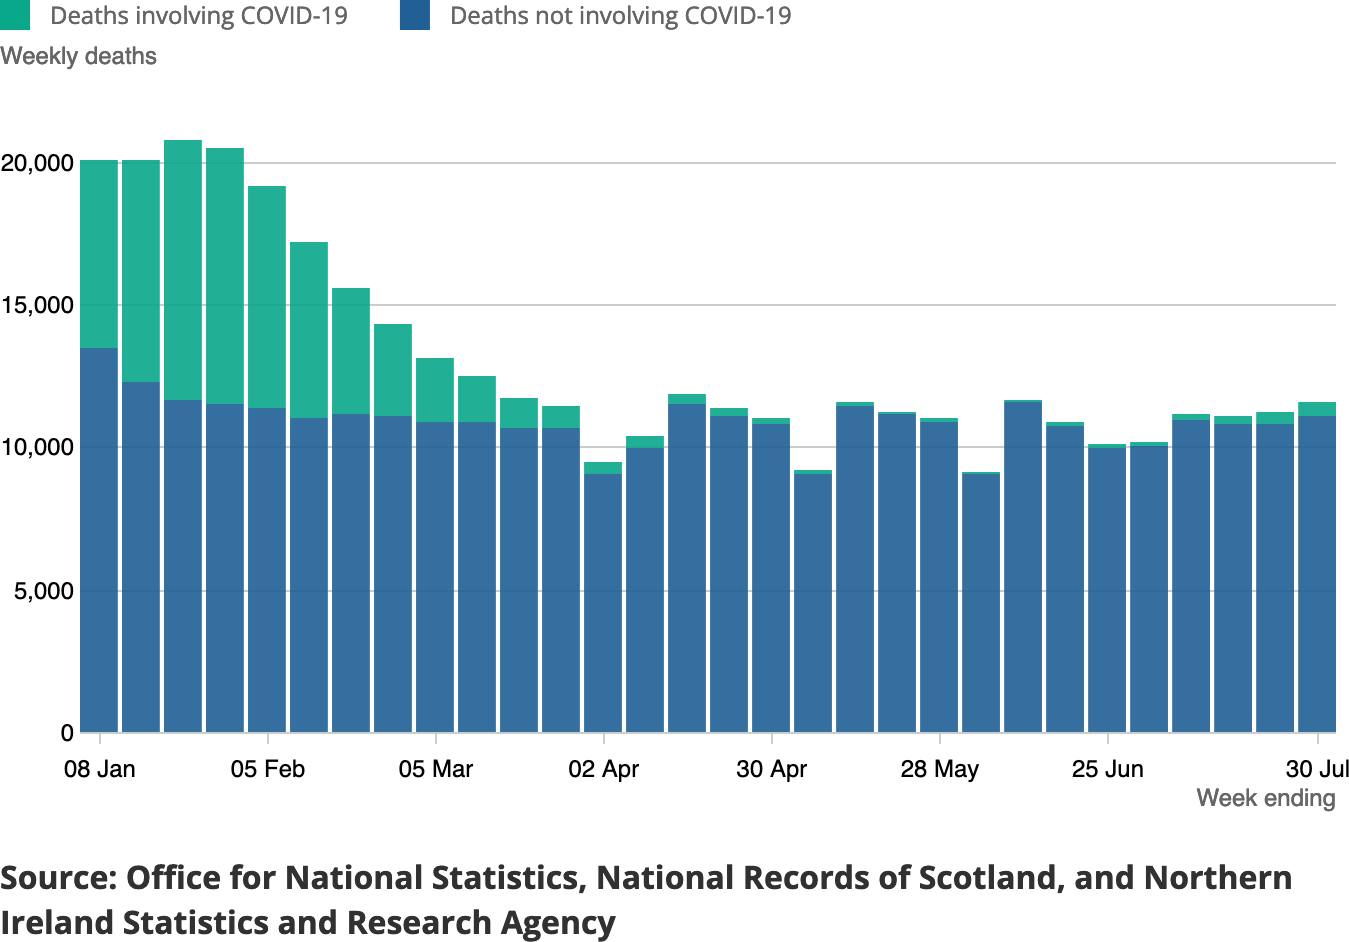 Deaths involving COVID-19 Deaths not involving COVID-19
Weekly deaths
20,000
15,000
10,000
5,000
0
08 Jan 05 Feb 05 Mar 02 Apr 30 Apr 28 May 25 Jun 30 Jul
Week ending
Source: Office for National Statistics, National Records of Scotland, and Northern
Ireland Statistics and Research Agency